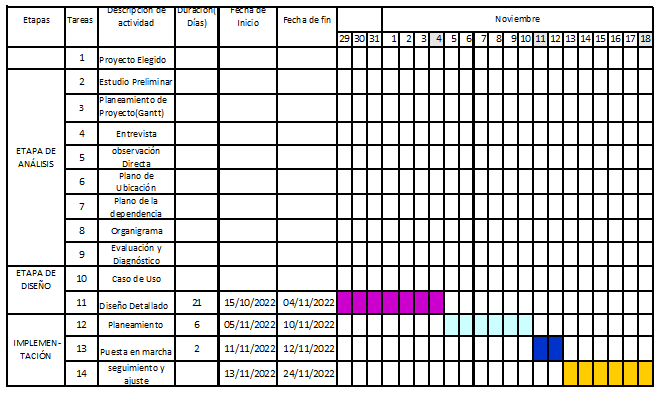 Etapas Tareas Descripción de actividad Duración( Días) Fecha de Inicio Fecha de fin Noviembre
29 30 31 1 2 3 4 5 6 7 8 9 10 11 12 13 14 15 16 17 18
1 Proyecto Elegido
ETAPA DE ANÁLISIS
2 Estudio Preliminar
3 Planeamiento de Proyecto(Gantt)
4 Entrevista
5 observación Directa
6 Plano de Ubicación
7 Plano de la dependencia
8 Organigrama
9 Evaluación y Diagnóstico
ETAPA DE DISEÑO
10 Caso de Uso
11 Diseño Detallado 21 15/10/2022 04/11/2022
IMPLEMEN-TACIÓN
12 Planeamiento 6 05/11/2022 10/11/2022
13 Puesta en marcha 2 11/11/2022 12/11/2022
14 seguimiento y ajuste 13/11/2022 24/11/2022